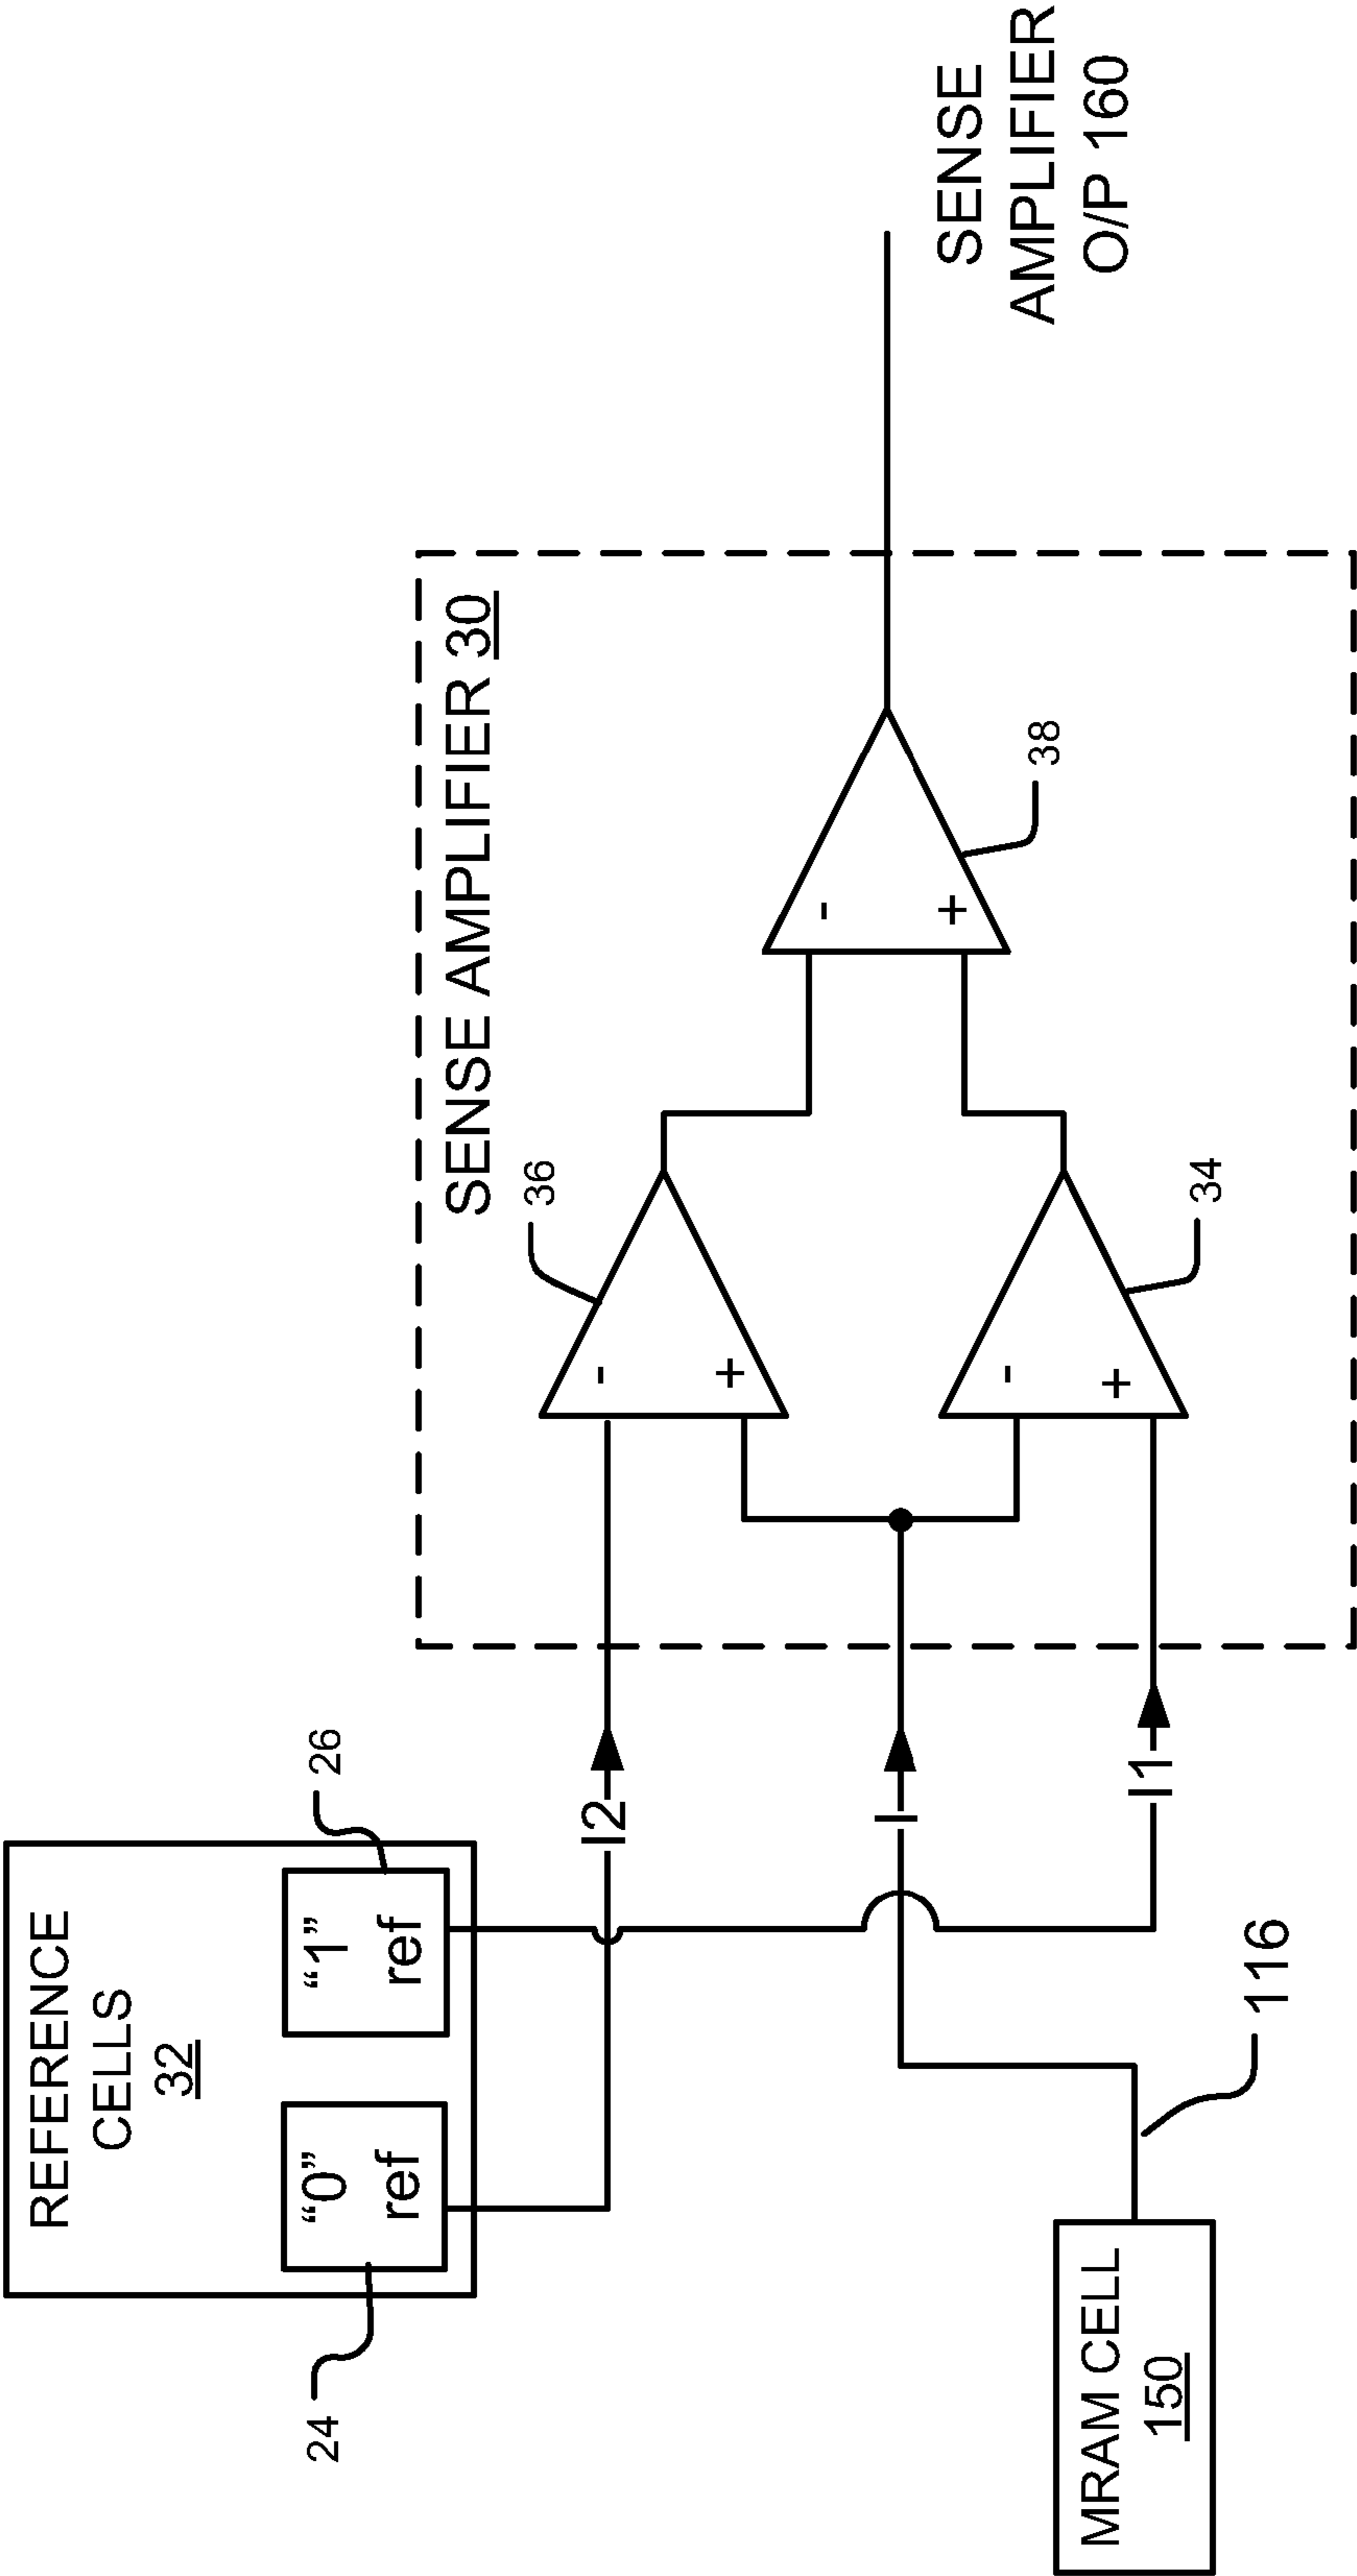 REFERENCE
CELLS
32
24
“0”
ref
“1”
ref
26
I2
I
I1
MRAM CELL
150
116
SENSE AMPLIFIER 30
36
-
+
34
-
+
38
-
+
SENSE
AMPLIFIER
O/P 160